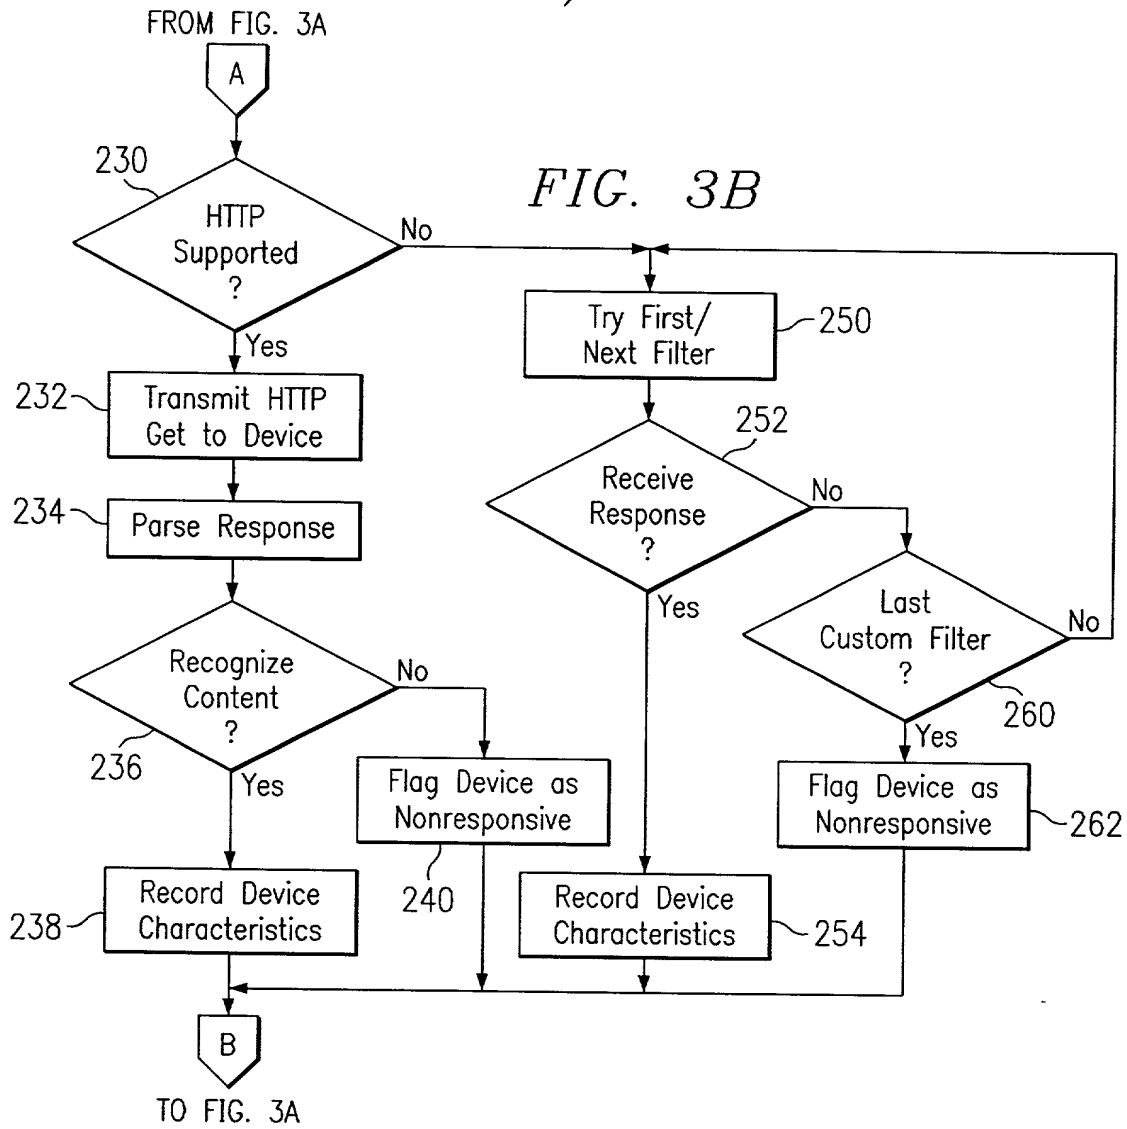 FROM FIG. 3A
A
230
FIG. 3B
HTTP
Supported
?
No
Yes
Try First/
Next Filter
250
232
Transmit HTTP
Get to Device
252
Receive
Response
?
No
Yes
234
Parse Response
Last
Custom Filter
?
No
260
Yes
Recognize
Content
?
No
236
Yes
Flag Device as
Nonresponsive
240
Flag Device as
Nonresponsive
262
Record Device
Characteristics
238
Record Device
Characteristics
254
B
TO FIG. 3A